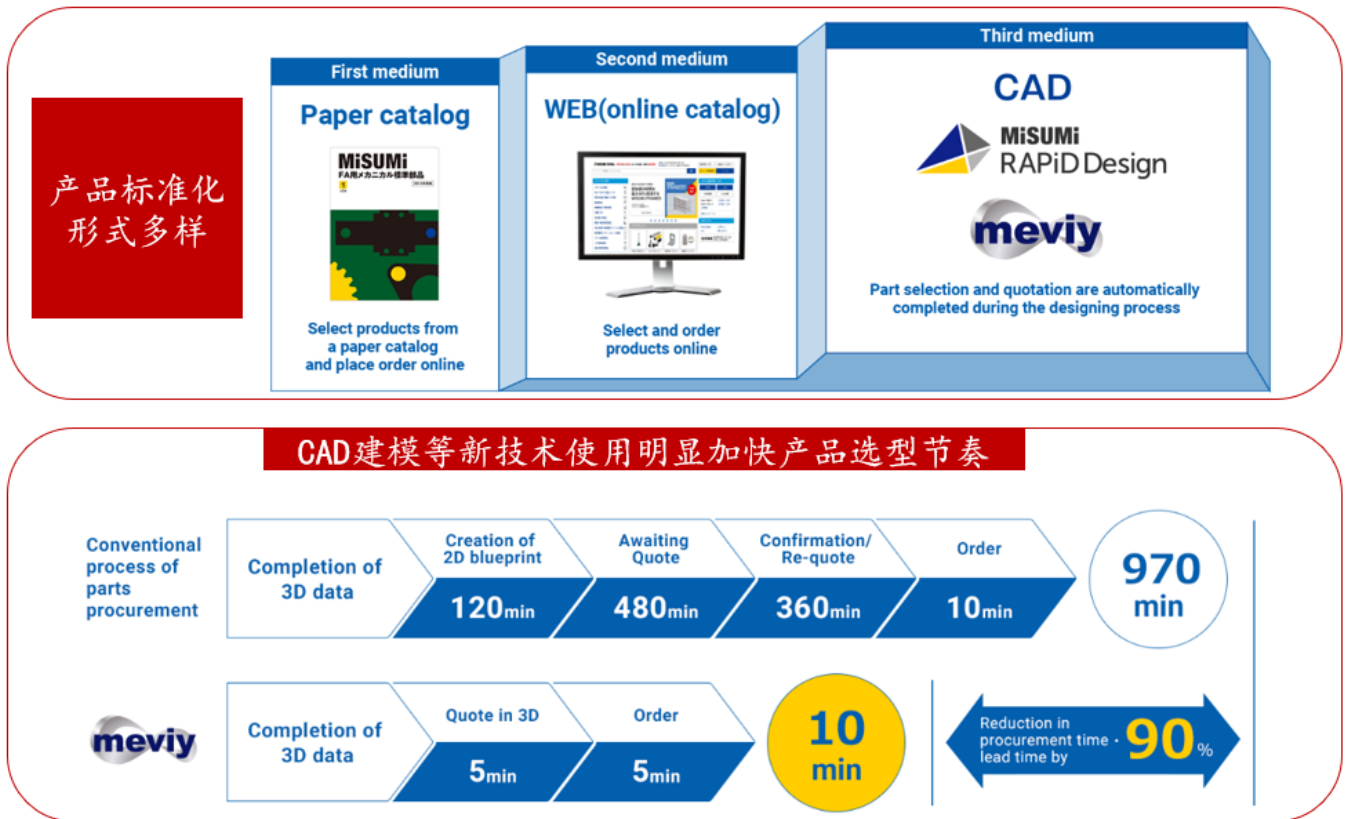 产品标准化
形式多样
First medium
Paper catalog
MiSUMi
FA用メカニカル標準部品
Select products from
a paper catalog
and place order online
Second medium
WEB(online catalog)
Select and order
products online
Third medium
CAD
MiSUMi
RAPiD Design
meviy
Part selection and quotation are automatically
completed during the designing process
CAD建模等新技术使用明显加快产品选型节奏
Conventional
process of
parts
procurement
Completion of
3D data
Creation of
2D blueprint
120min
Awaiting
Quote
480min
Confirmation/
Re-quote
360min
Order
10min
970
min
meviy
Completion of
3D data
Quote in 3D
5min
Order
5min
10
min
Reduction in
procurement time・
lead time by
90%